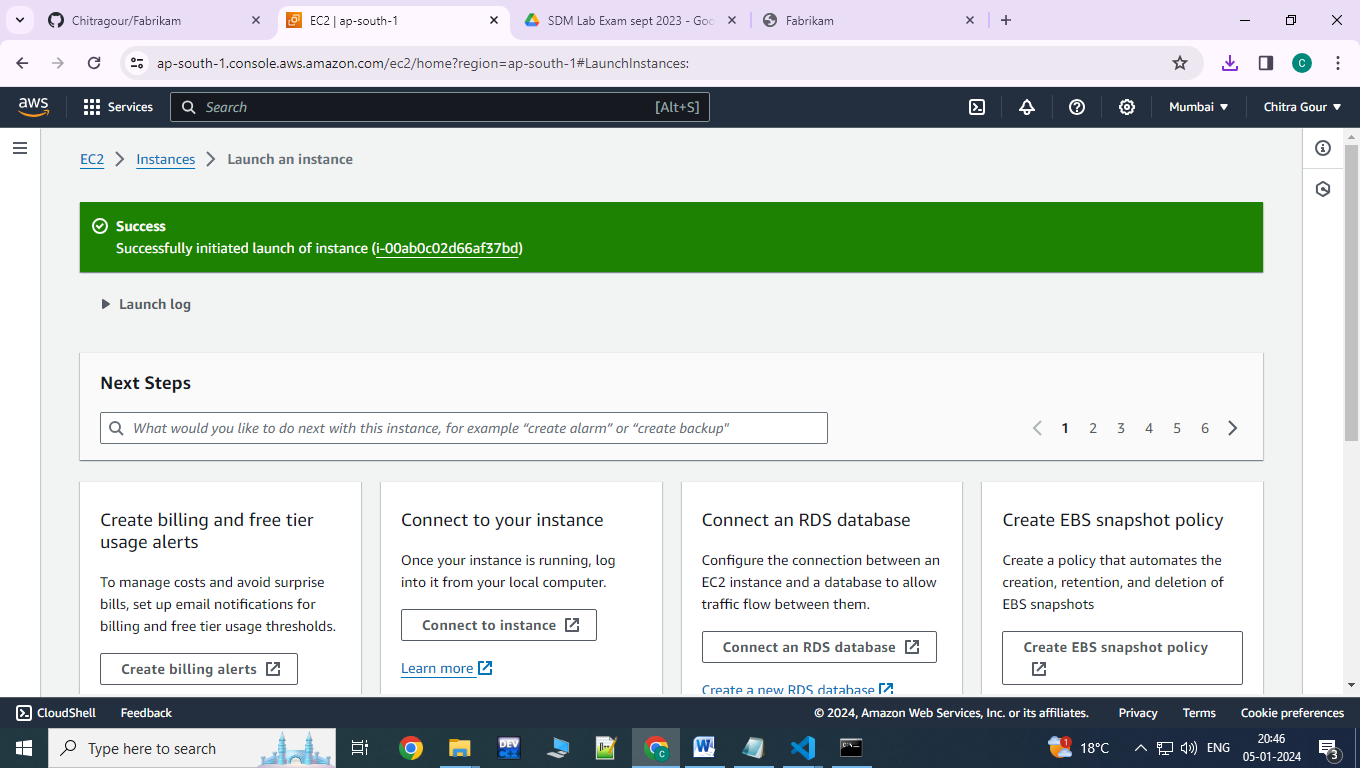 Chitragour/Fabrikam
EC2 | ap-south-1
SDM Lab Exam sept 2023 - Goo
Fabrikam
ap-south-1.console.aws.amazon.com/ec2/home?region=ap-south-1#LaunchInstances:
C
aws
Services
Search
[Alt+S]
Mumbai
Chitra Gour
EC2
Instances
Launch an instance
Success
Successfully initiated launch of instance (i-00ab0c02d66af37bd)
Launch log
Next Steps
What would you like to do next with this instance, for example “create alarm” or “create backup"
1 2 3 4 5 6
Create billing and free tier
usage alerts
To manage costs and avoid surprise
bills, set up email notifications for
billing and free tier usage thresholds.
Create billing alerts
Connect to your instance
Once your instance is running, log
into it from your local computer.
Connect to instance
Learn more
Connect an RDS database
Configure the connection between an
EC2 instance and a database to allow
traffic flow between them.
Connect an RDS database
Create a new RDS database
Create EBS snapshot policy
Create a policy that automates the
creation, retention, and deletion of
EBS snapshots
Create EBS snapshot policy
CloudShell
Feedback
© 2024, Amazon Web Services, Inc. or its affiliates.
Privacy
Terms
Cookie preferences
Type here to search
DEV
C
W
1
18°C
ENG
20:46
05-01-2024
3